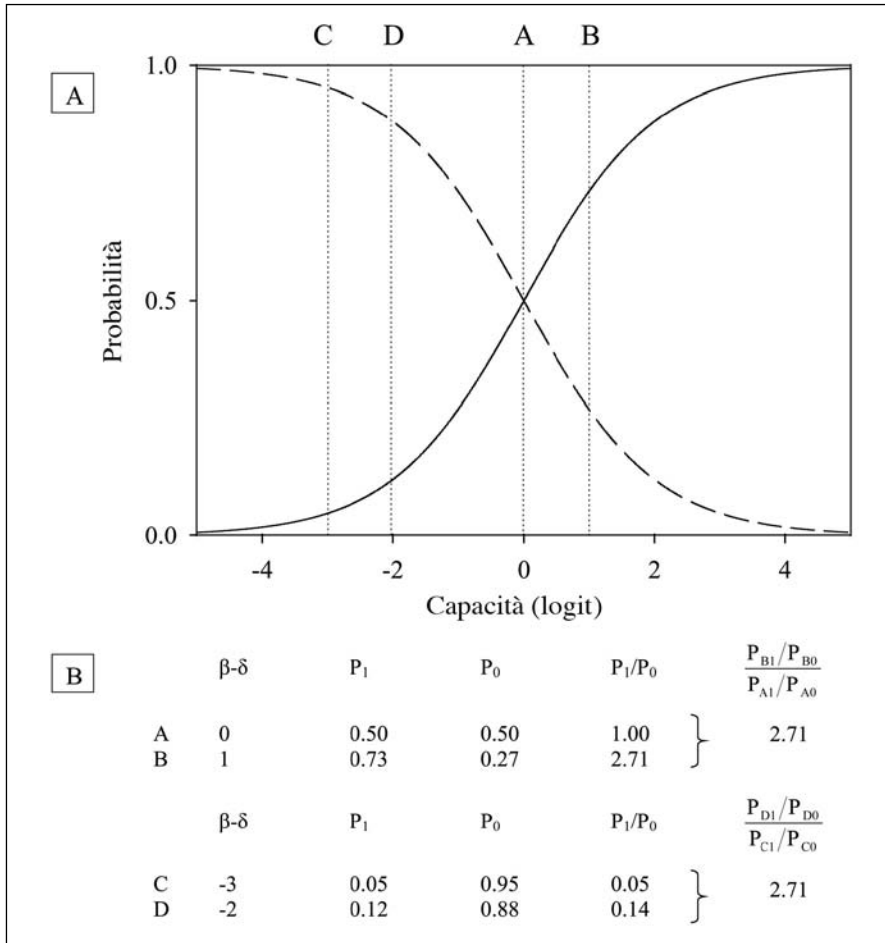 C D A B
A
1.0
0.5
0.0
Probabilità
-4 -2 0 2 4
Capacità (logit)
B
β-δ P₁ P₀ P₁/P₀ P_B1/P_B0
P_A1/P_A0
A 0 0.50 0.50 1.00 2.71
B 1 0.73 0.27 2.71
β-δ P₁ P₀ P₁/P₀ P_D1/P_D0
P_C1/P_C0
C -3 0.05 0.95 0.05 2.71
D -2 0.12 0.88 0.14